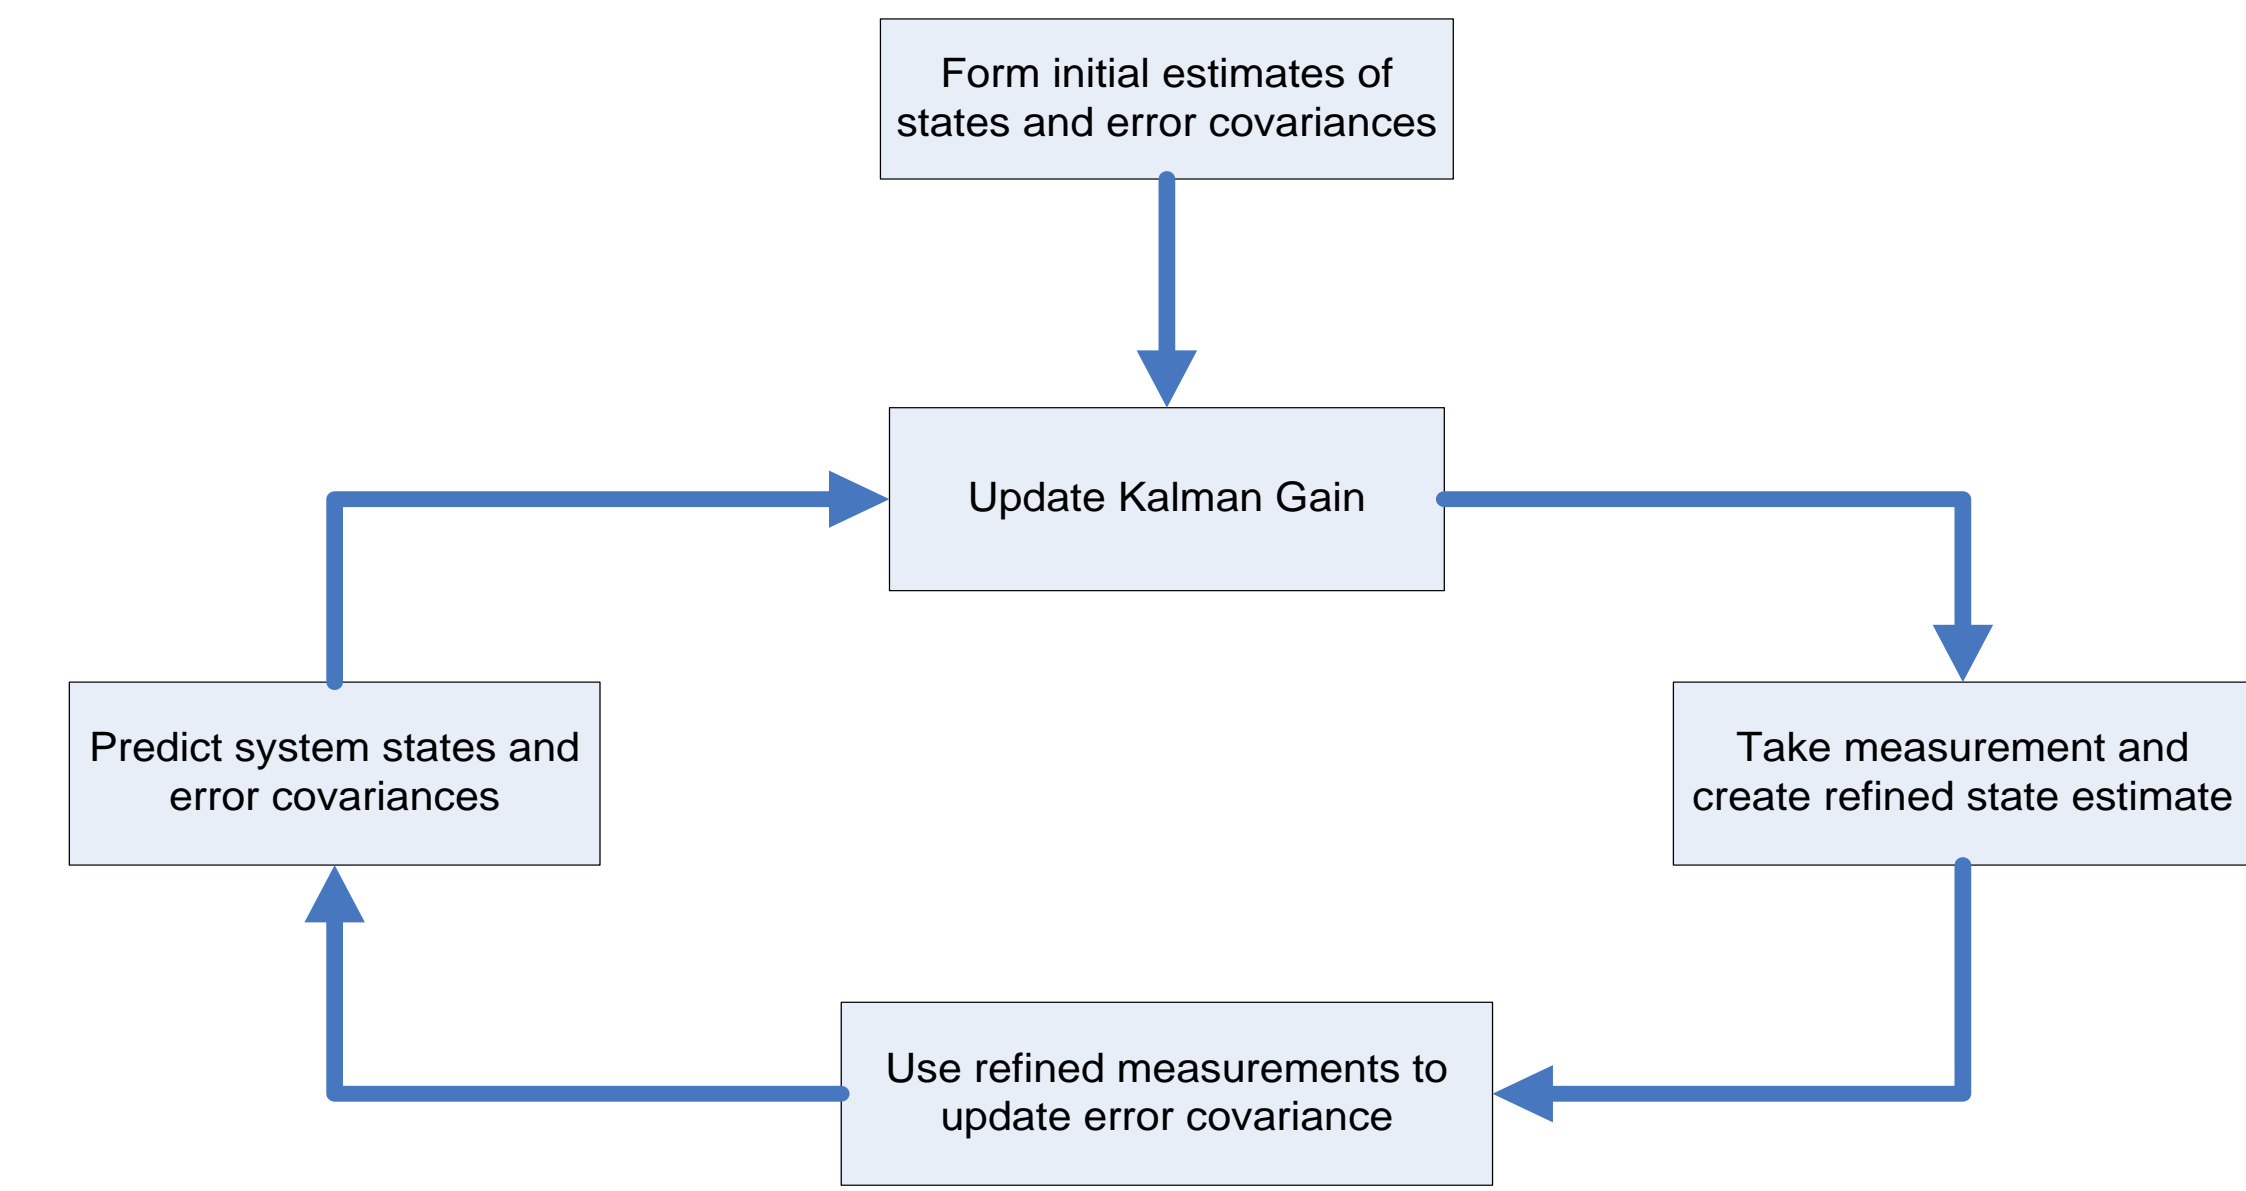 Form initial estimates of
states and error covariances
Update Kalman Gain
Predict system states and
error covariances
Take measurement and
create refined state estimate
Use refined measurements to
update error covariance